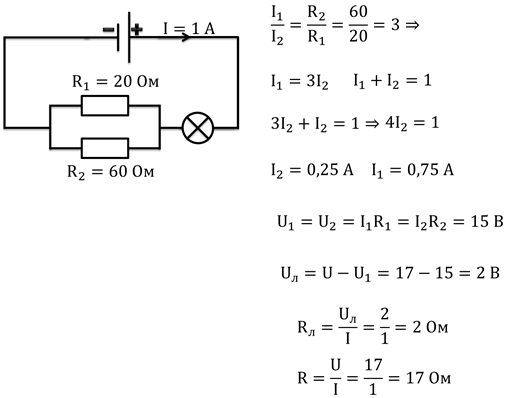 − +
I = 1 А
R₁ = 20 Ом
R₂ = 60 Ом
I₁/I₂ = R₂/R₁ = 60/20 = 3 ⇒
I₁ = 3I₂ I₁ + I₂ = 1
3I₂ + I₂ = 1 ⇒ 4I₂ = 1
I₂ = 0,25 А I₁ = 0,75 А
U₁ = U₂ = I₁R₁ = I₂R₂ = 15 В
Uл = U − U₁ = 17 − 15 = 2 В
Rл = Uл/I = 2/1 = 2 Ом
R = U/I = 17/1 = 17 Ом